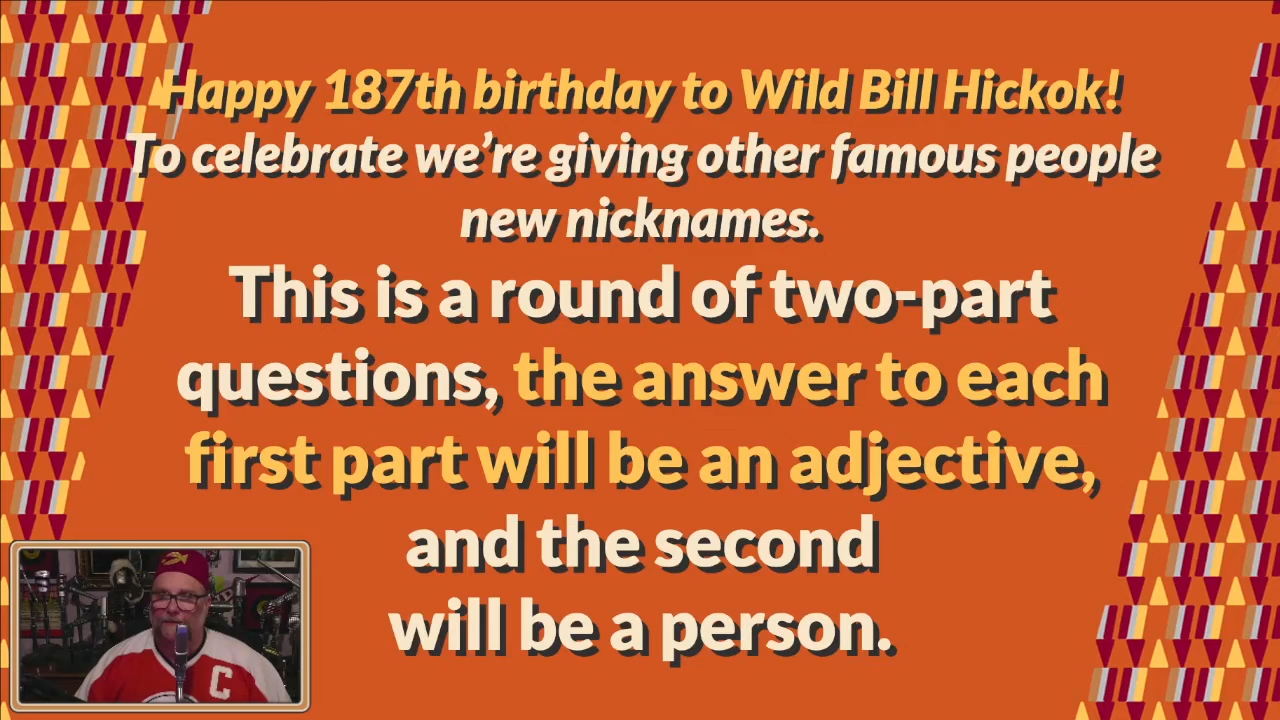 Happy 187th birthday to Wild Bill Hickok!
To celebrate we're giving other famous people
new nicknames.
This is a round of two-part
questions, the answer to each
first part will be an adjective,
and the second
will be a person.
C